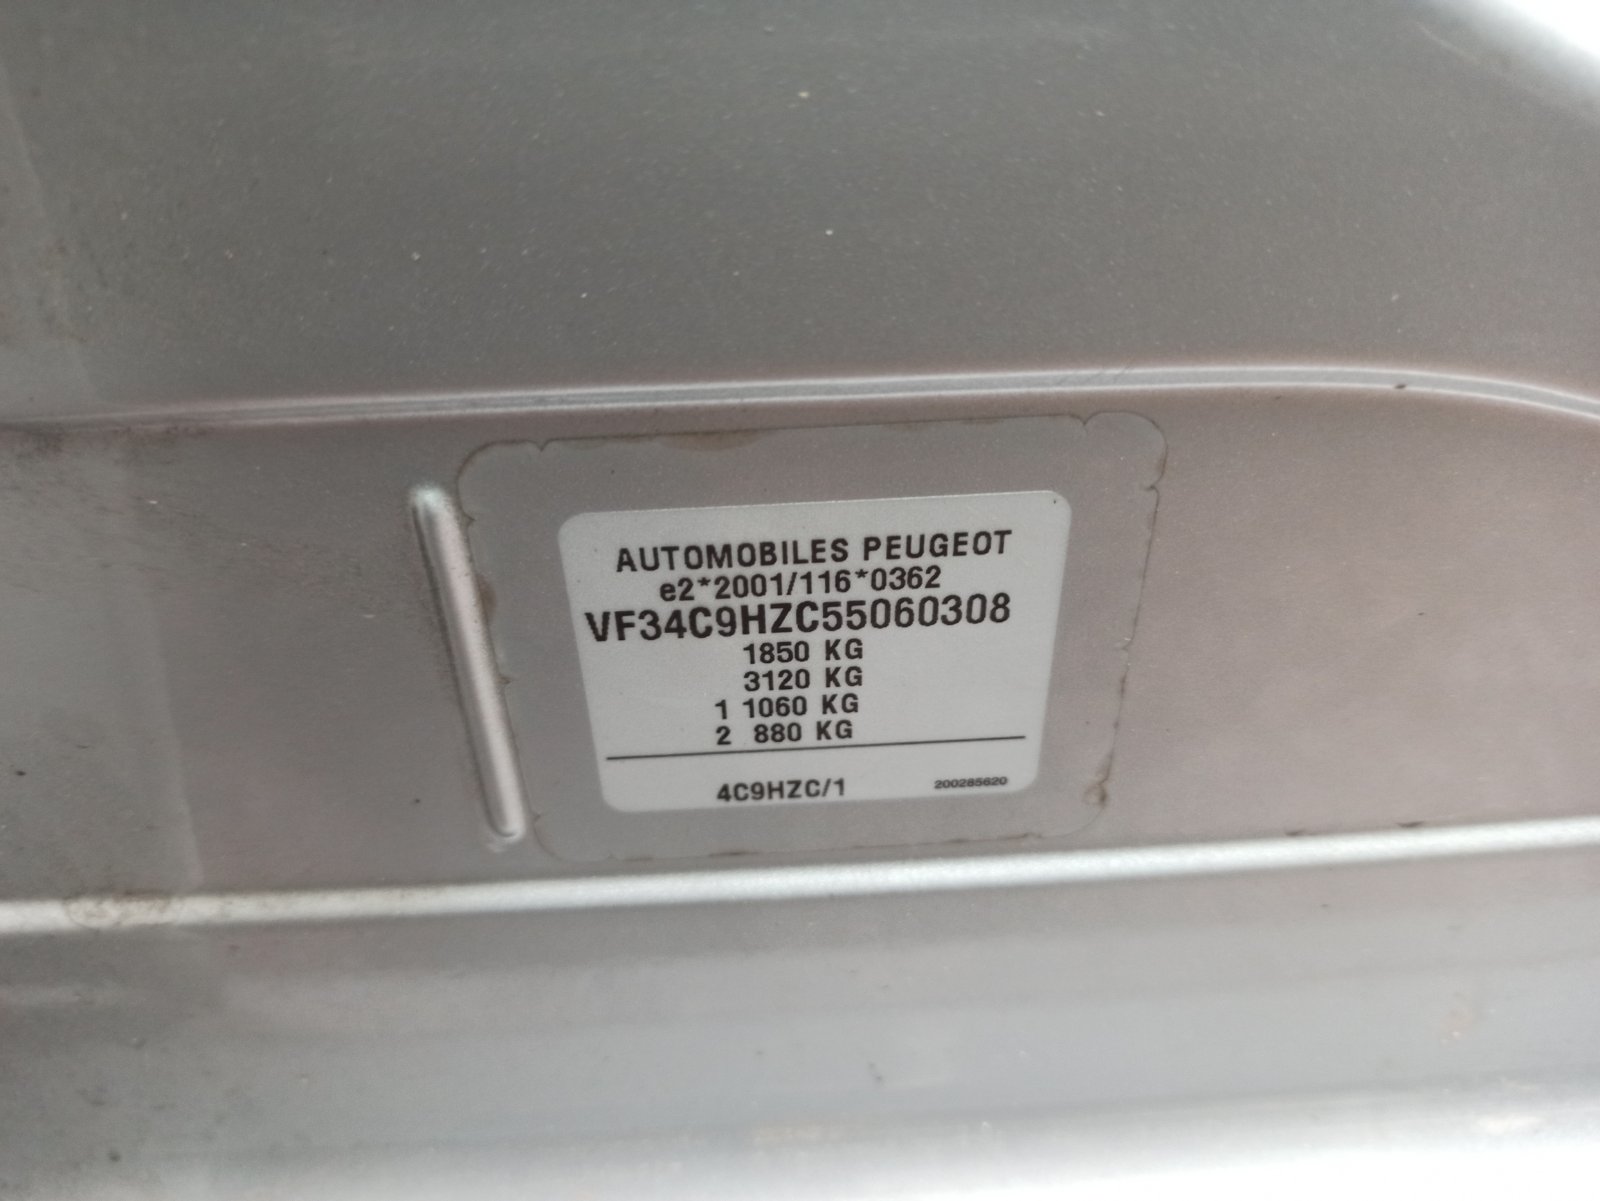 AUTOMOBILES PEUGEOT
e2*2001/116*0362
VF34C9HZC55060308
1850 KG
3120 KG
1 1060 KG
2 880 KG
4C9HZC/1 200285620